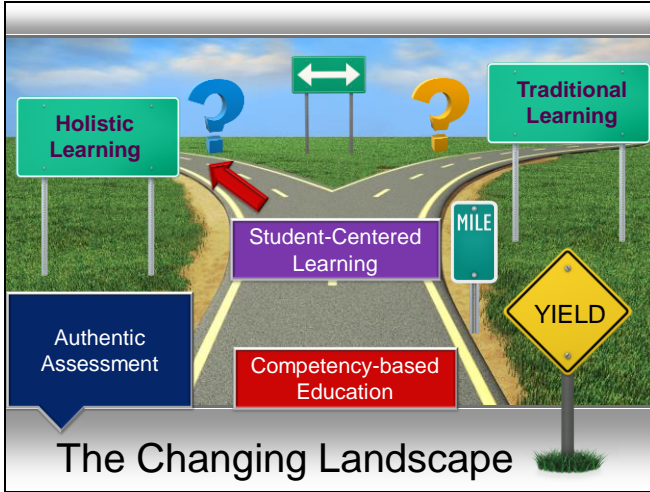 Holistic
Learning
Traditional
Learning
Student-Centered
Learning
MILE
YIELD
Authentic
Assessment
Competency-based
Education
The Changing Landscape